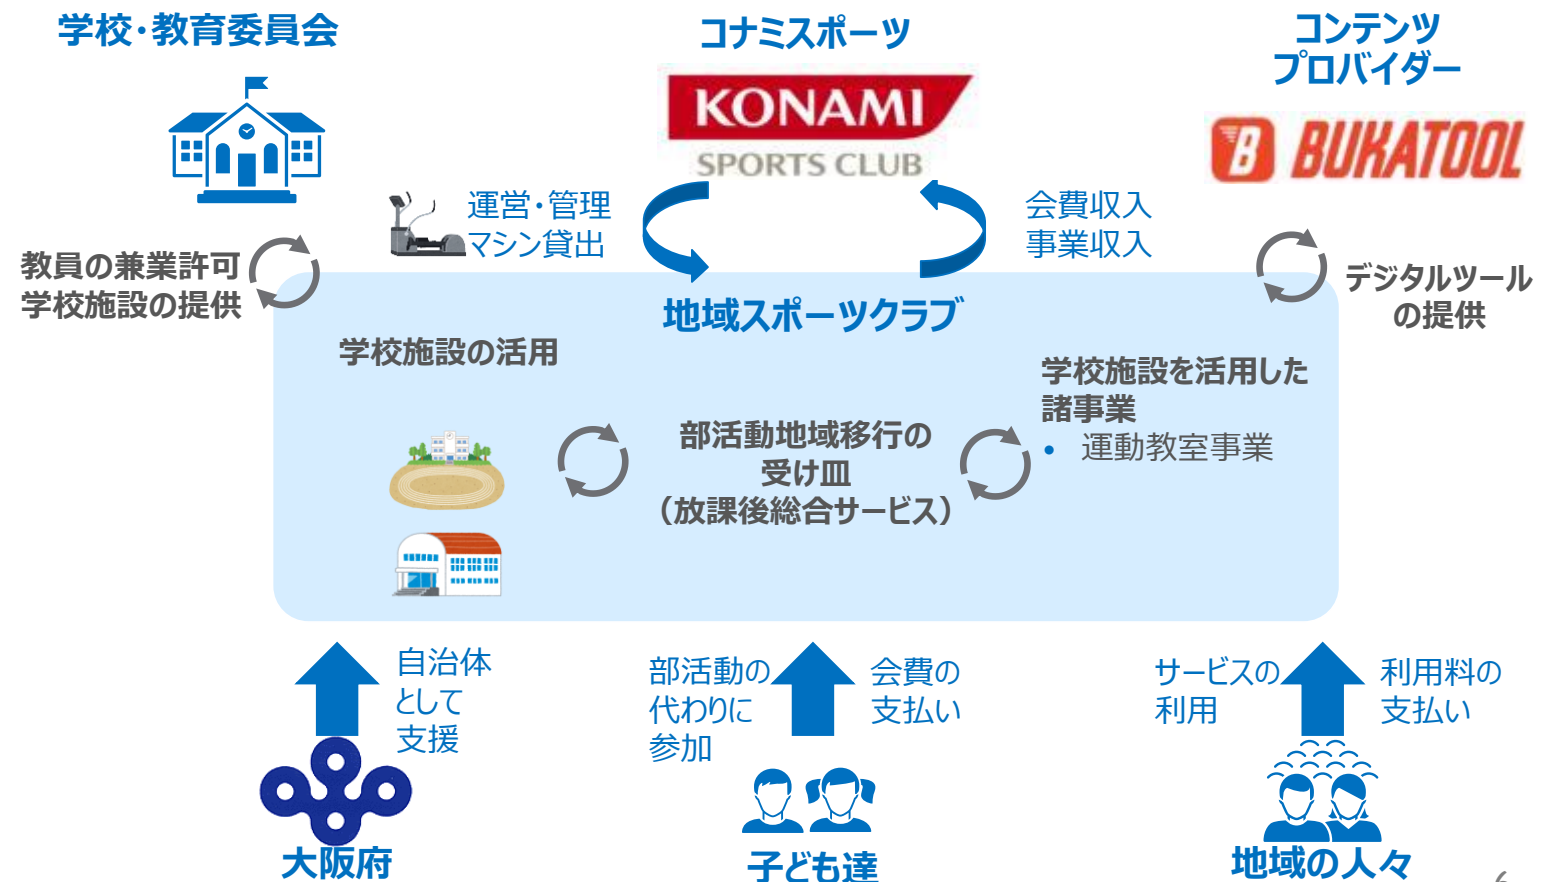 学校・教育委員会
コナミスポーツ
コンテンツ
プロバイダー
KONAMI
SPORTS CLUB
B BUKATOOL
運営・管理
マシン貸出
会費収入
事業収入
教員の兼業許可
学校施設の提供
デジタルツール
の提供
地域スポーツクラブ
学校施設の活用
部活動地域移行の
受け皿
（放課後総合サービス）
学校施設を活用した
諸事業
• 運動教室事業
自治体
として
支援
部活動の
代わりに
参加
会費の
支払い
サービスの
利用
利用料の
支払い
大阪府
子ども達
地域の人々
6